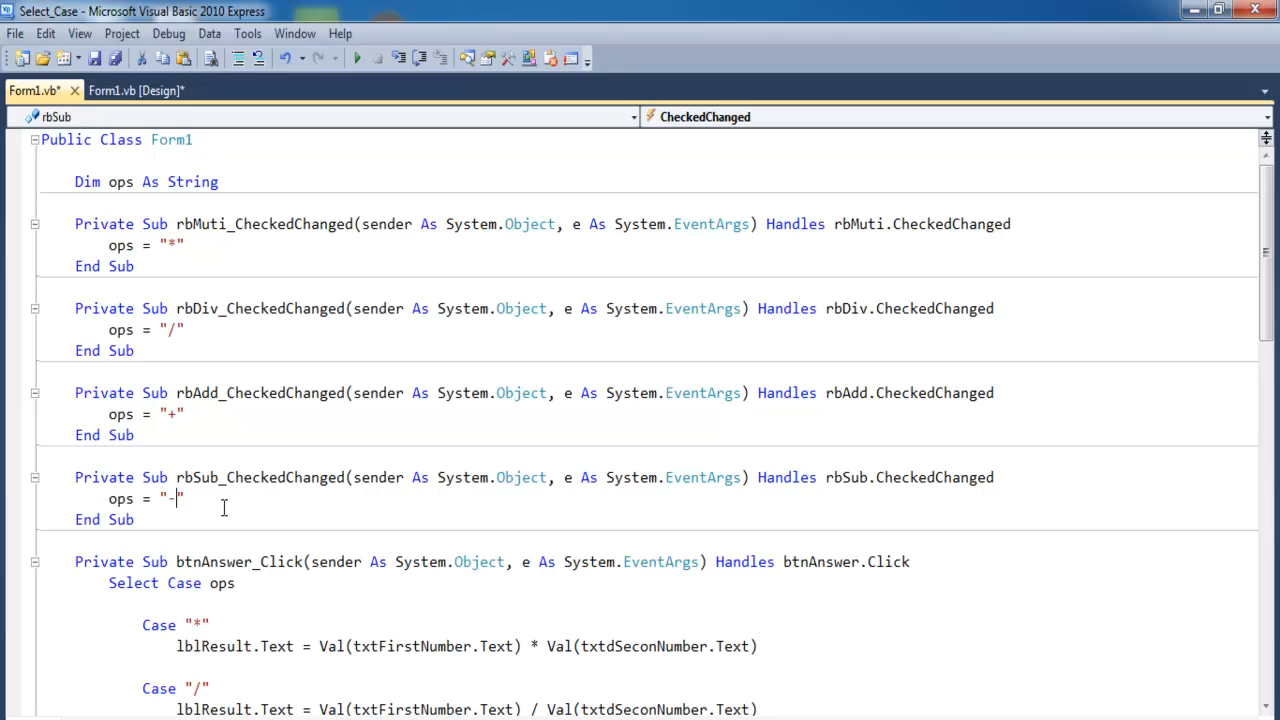 Select_Case - Microsoft Visual Basic 2010 Express
File Edit View Project Debug Data Tools Window Help
Form1.vb* Form1.vb [Design]*
rbSub CheckedChanged
Public Class Form1
Dim ops As String
Private Sub rbMuti_CheckedChanged(sender As System.Object, e As System.EventArgs) Handles rbMuti.CheckedChanged
ops = "*"
End Sub
Private Sub rbDiv_CheckedChanged(sender As System.Object, e As System.EventArgs) Handles rbDiv.CheckedChanged
ops = "/"
End Sub
Private Sub rbAdd_CheckedChanged(sender As System.Object, e As System.EventArgs) Handles rbAdd.CheckedChanged
ops = "+"
End Sub
Private Sub rbSub_CheckedChanged(sender As System.Object, e As System.EventArgs) Handles rbSub.CheckedChanged
ops = "-"
End Sub
Private Sub btnAnswer_Click(sender As System.Object, e As System.EventArgs) Handles btnAnswer.Click
Select Case ops
Case "*"
lblResult.Text = Val(txtFirstNumber.Text) * Val(txtdSeconNumber.Text)
Case "/"
lblResult.Text = Val(txtFirstNumber.Text) / Val(txtdSeconNumber.Text)